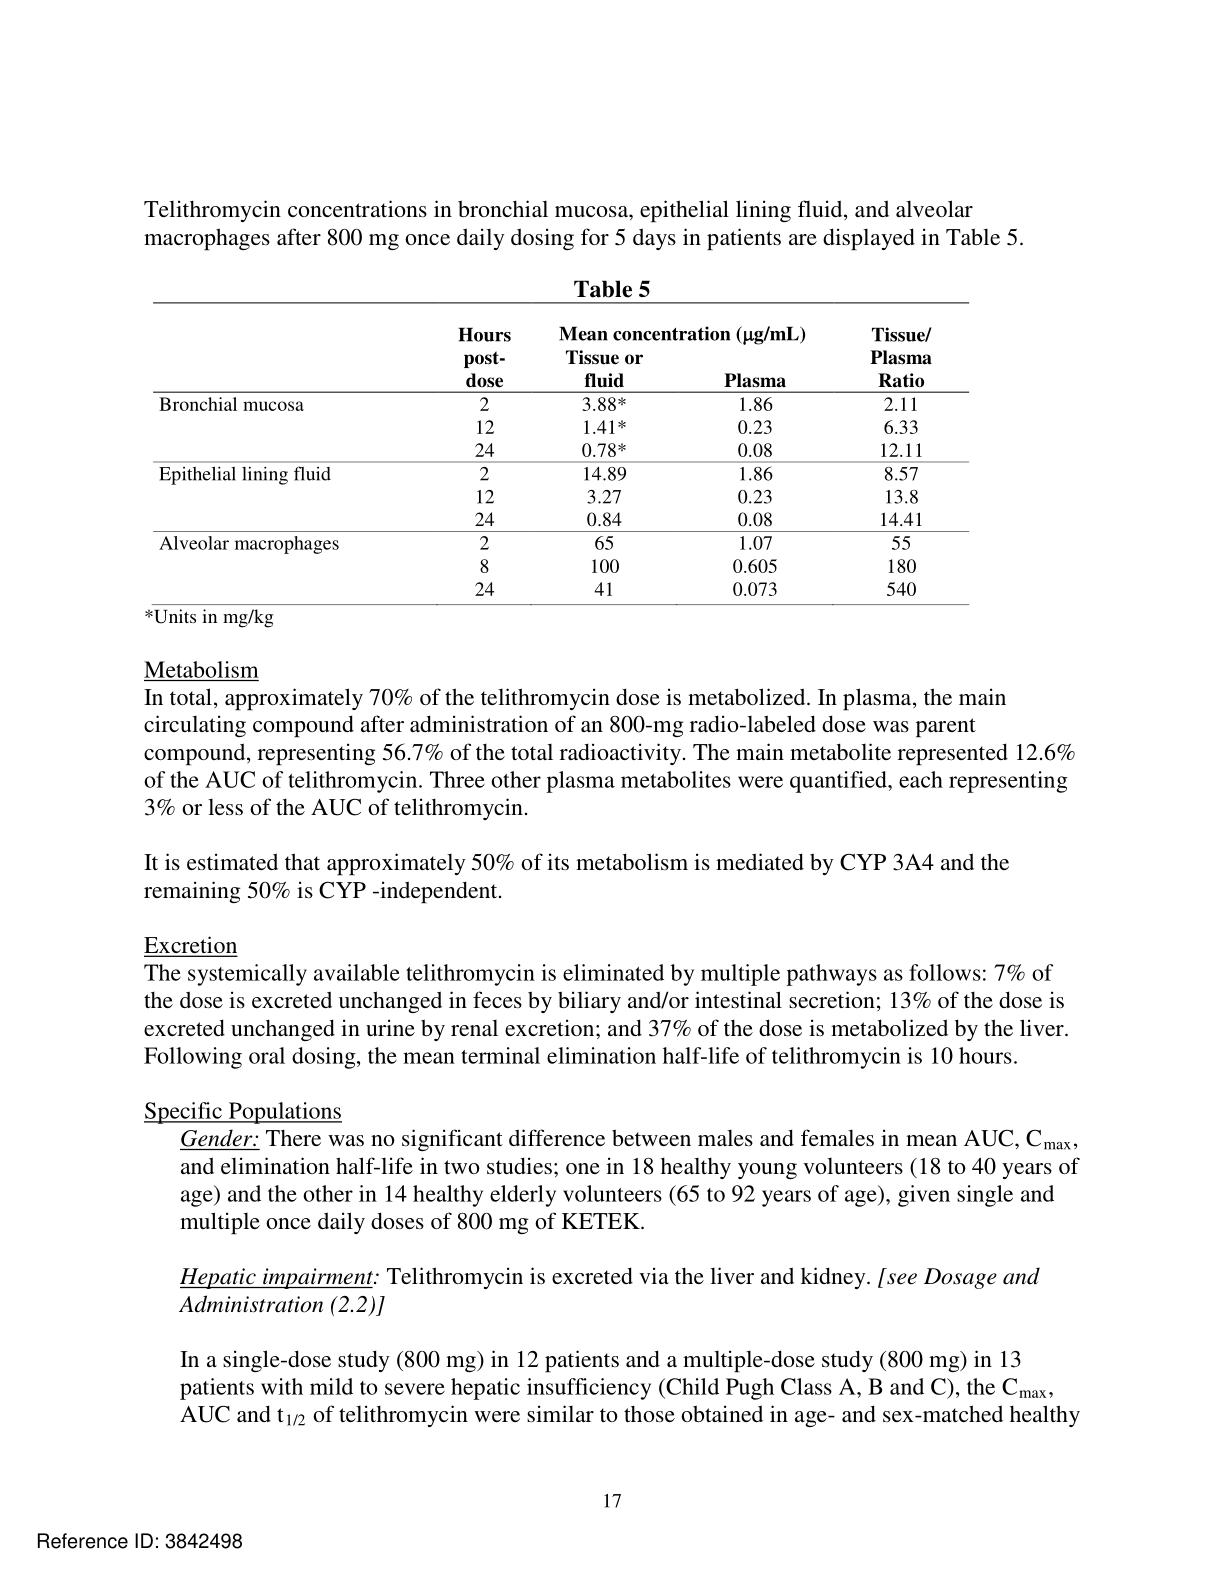 Telithromycin concentrations in bronchial mucosa, epithelial lining fluid, and alveolar
macrophages after 800 mg once daily dosing for 5 days in patients are displayed in Table 5.
Table 5
Hours post-dose Mean concentration (µg/mL) Tissue/ Plasma Ratio
Tissue or fluid Plasma
Bronchial mucosa 2 3.88* 1.86 2.11
12 1.41* 0.23 6.33
24 0.78* 0.08 12.11
Epithelial lining fluid 2 14.89 1.86 8.57
12 3.27 0.23 13.8
24 0.84 0.08 14.41
Alveolar macrophages 2 65 1.07 55
8 100 0.605 180
24 41 0.073 540
*Units in mg/kg
Metabolism
In total, approximately 70% of the telithromycin dose is metabolized. In plasma, the main
circulating compound after administration of an 800-mg radio-labeled dose was parent
compound, representing 56.7% of the total radioactivity. The main metabolite represented 12.6%
of the AUC of telithromycin. Three other plasma metabolites were quantified, each representing
3% or less of the AUC of telithromycin.
It is estimated that approximately 50% of its metabolism is mediated by CYP 3A4 and the
remaining 50% is CYP -independent.
Excretion
The systemically available telithromycin is eliminated by multiple pathways as follows: 7% of
the dose is excreted unchanged in feces by biliary and/or intestinal secretion; 13% of the dose is
excreted unchanged in urine by renal excretion; and 37% of the dose is metabolized by the liver.
Following oral dosing, the mean terminal elimination half-life of telithromycin is 10 hours.
Specific Populations
Gender: There was no significant difference between males and females in mean AUC, Cmax,
and elimination half-life in two studies; one in 18 healthy young volunteers (18 to 40 years of
age) and the other in 14 healthy elderly volunteers (65 to 92 years of age), given single and
multiple once daily doses of 800 mg of KETEK.
Hepatic impairment: Telithromycin is excreted via the liver and kidney. [see Dosage and
Administration (2.2)]
In a single-dose study (800 mg) in 12 patients and a multiple-dose study (800 mg) in 13
patients with mild to severe hepatic insufficiency (Child Pugh Class A, B and C), the Cmax,
AUC and t1/2 of telithromycin were similar to those obtained in age- and sex-matched healthy
17
Reference ID: 3842498